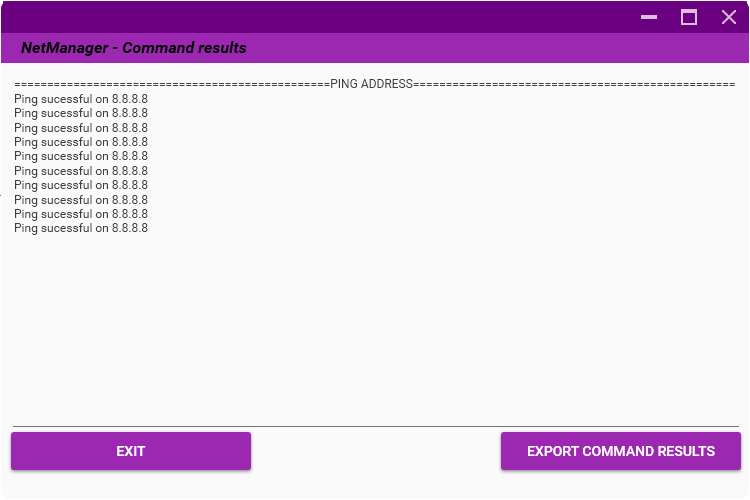 NetManager - Command results
================================================PING ADDRESS=================================================
Ping sucessful on 8.8.8.8
Ping sucessful on 8.8.8.8
Ping sucessful on 8.8.8.8
Ping sucessful on 8.8.8.8
Ping sucessful on 8.8.8.8
Ping sucessful on 8.8.8.8
Ping sucessful on 8.8.8.8
Ping sucessful on 8.8.8.8
Ping sucessful on 8.8.8.8
Ping sucessful on 8.8.8.8
EXIT
EXPORT COMMAND RESULTS